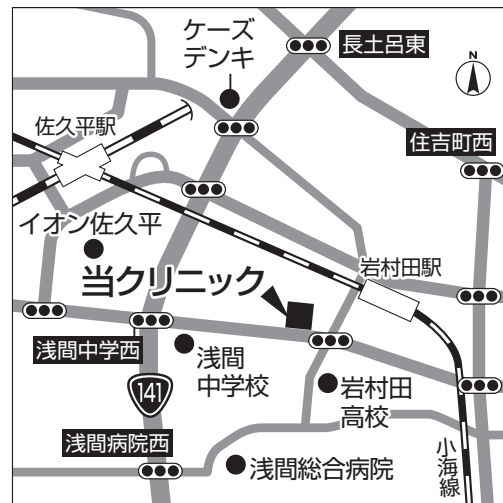 ケーズ
デンキ
長土呂東
N
佐久平駅
住吉町西
イオン佐久平
岩村田駅
当クリニック
浅間中学西
浅間
中学校
141
岩村田
高校
浅間病院西
浅間総合病院
小海線